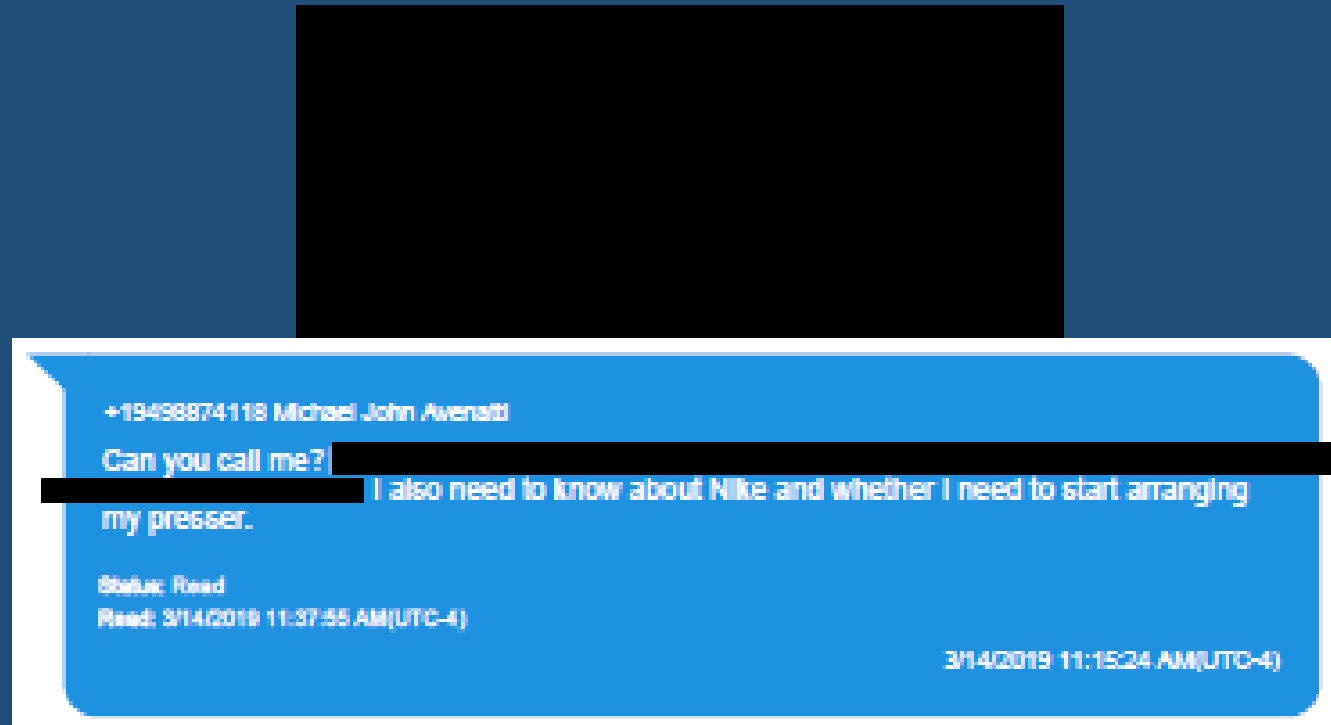 +19498874118 Michael John Avenatti
Can you call me?
I also need to know about Nike and whether I need to start arranging
my presser.
Status: Read
Read: 3/14/2019 11:37:55 AM(UTC-4)
3/14/2019 11:15:24 AM(UTC-4)